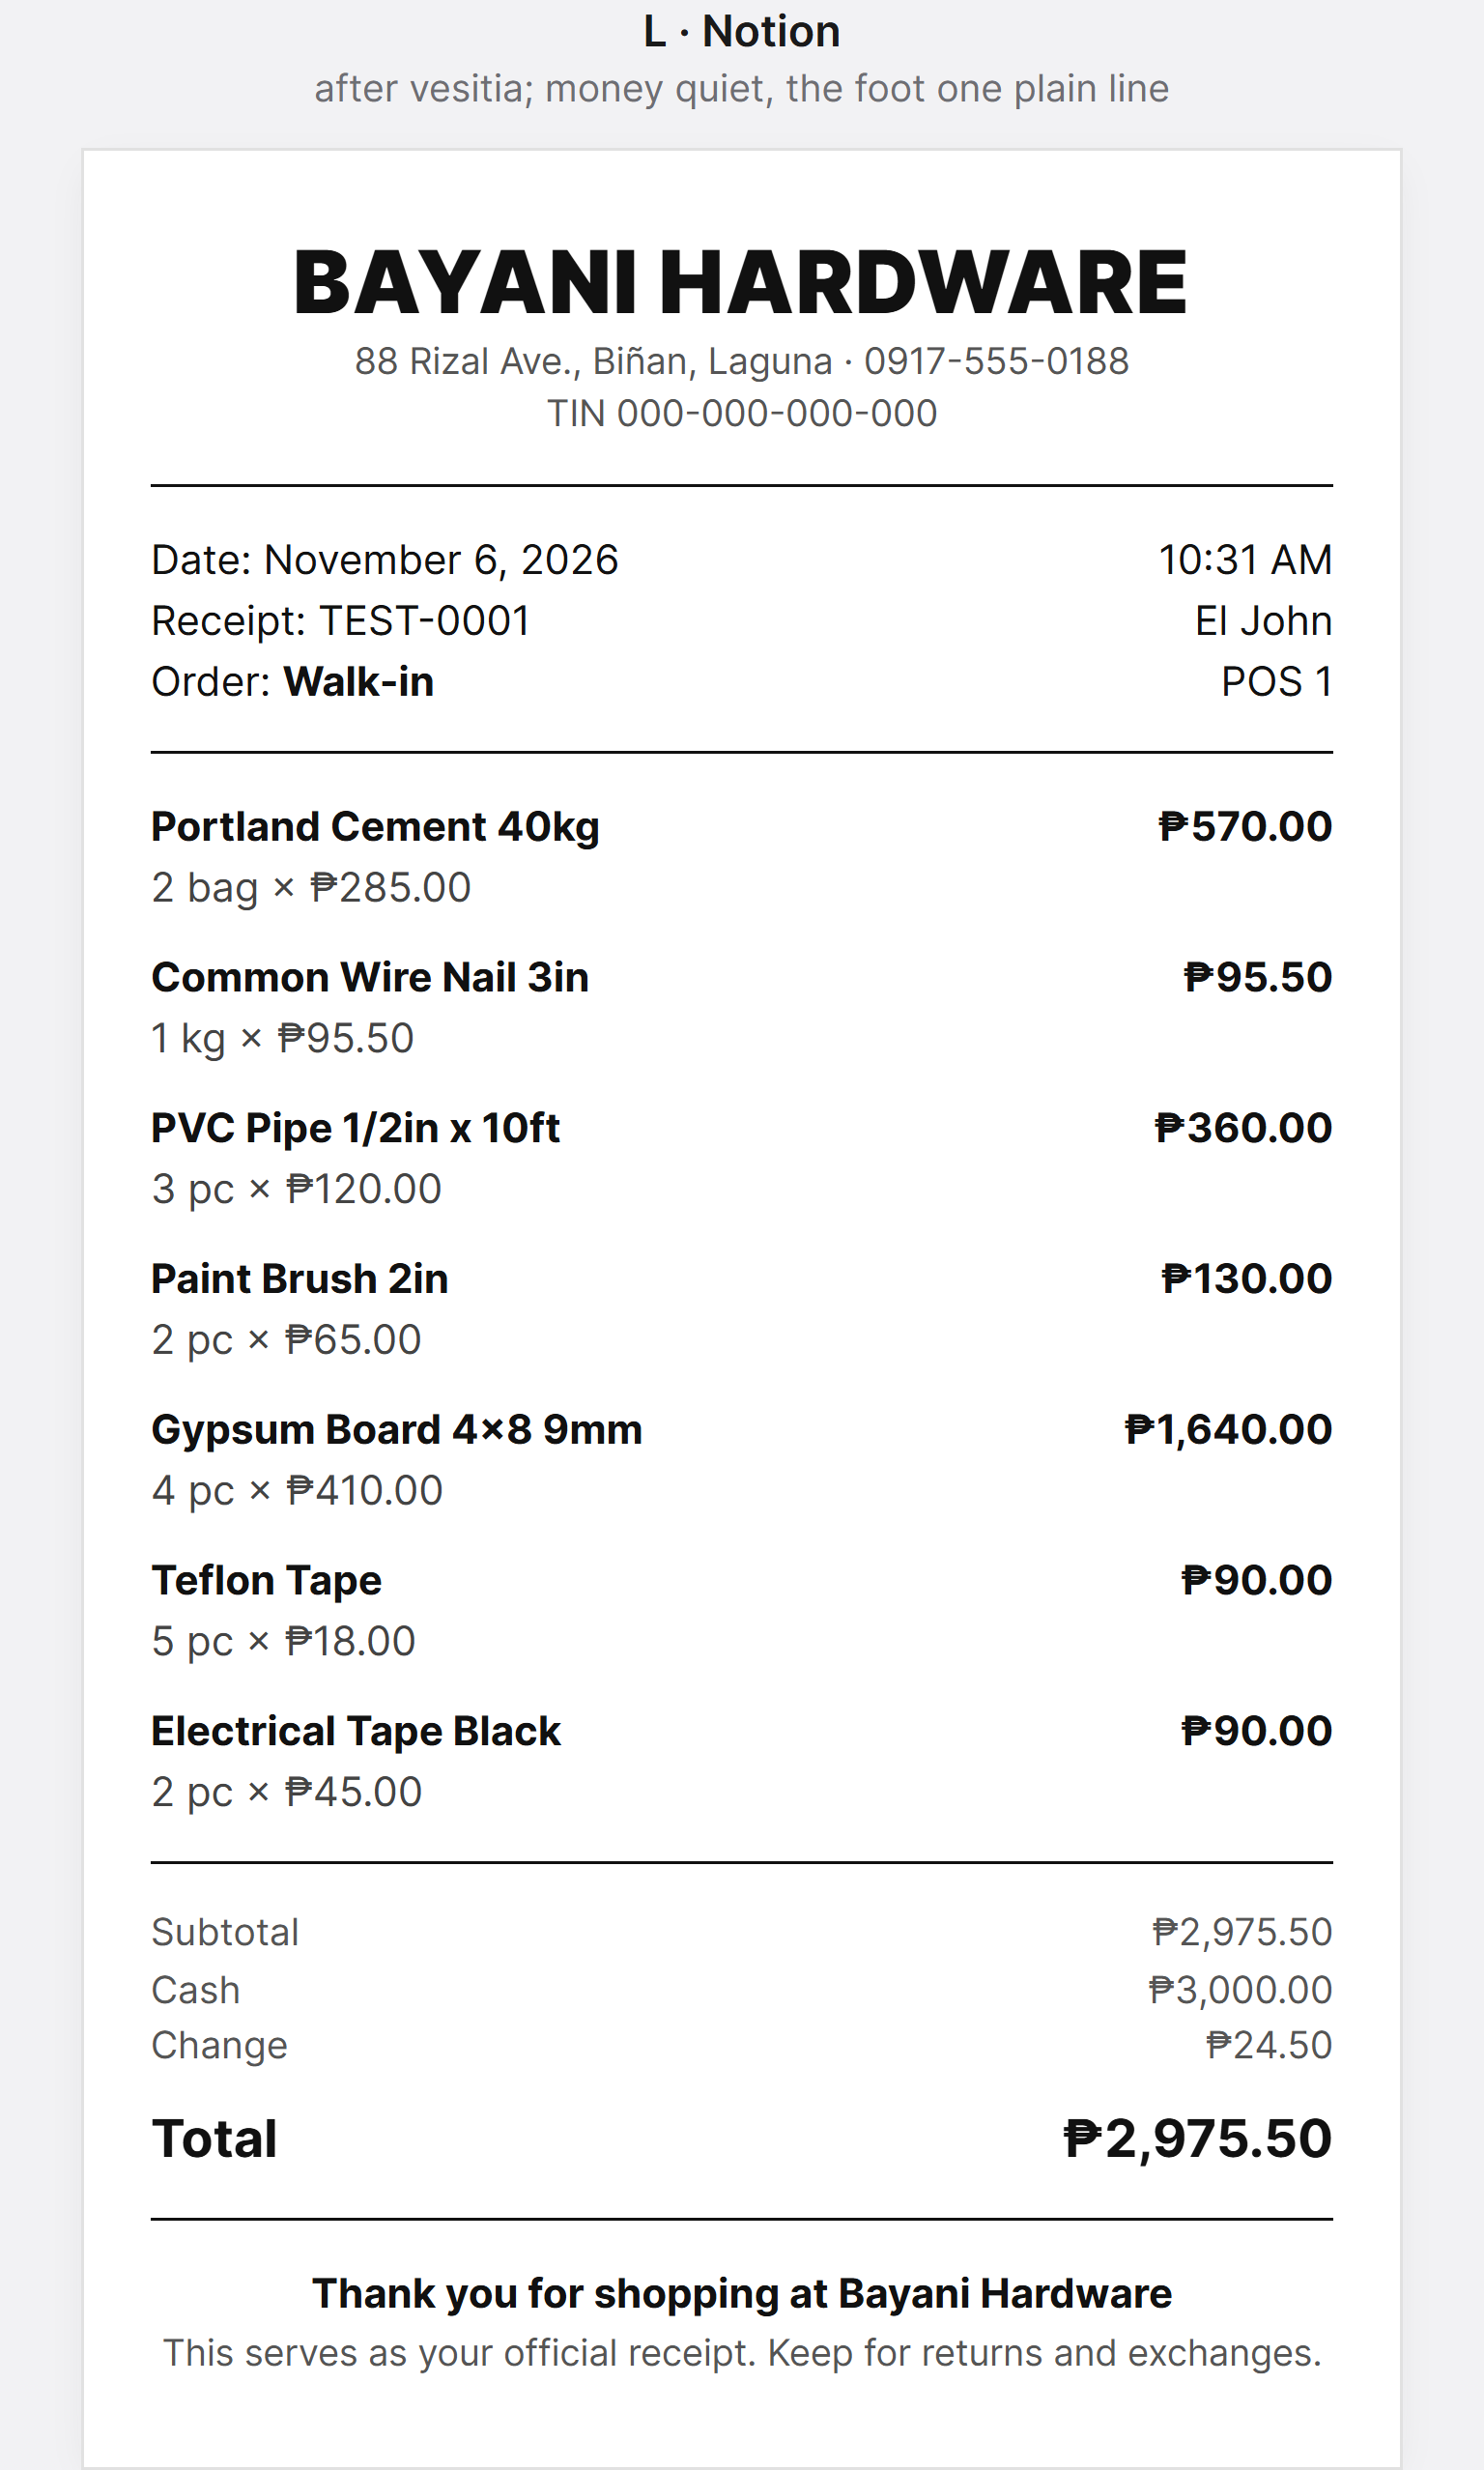 L · Notion
after vesitia; money quiet, the foot one plain line
BAYANI HARDWARE
88 Rizal Ave., Biñan, Laguna · 0917-555-0188
TIN 000-000-000-000
Date: November 6, 2026 10:31 AM
Receipt: TEST-0001 El John
Order: Walk-in POS 1
Portland Cement 40kg ₱570.00
2 bag × ₱285.00
Common Wire Nail 3in ₱95.50
1 kg × ₱95.50
PVC Pipe 1/2in x 10ft ₱360.00
3 pc × ₱120.00
Paint Brush 2in ₱130.00
2 pc × ₱65.00
Gypsum Board 4×8 9mm ₱1,640.00
4 pc × ₱410.00
Teflon Tape ₱90.00
5 pc × ₱18.00
Electrical Tape Black ₱90.00
2 pc × ₱45.00
Subtotal ₱2,975.50
Cash ₱3,000.00
Change ₱24.50
Total ₱2,975.50
Thank you for shopping at Bayani Hardware
This serves as your official receipt. Keep for returns and exchanges.